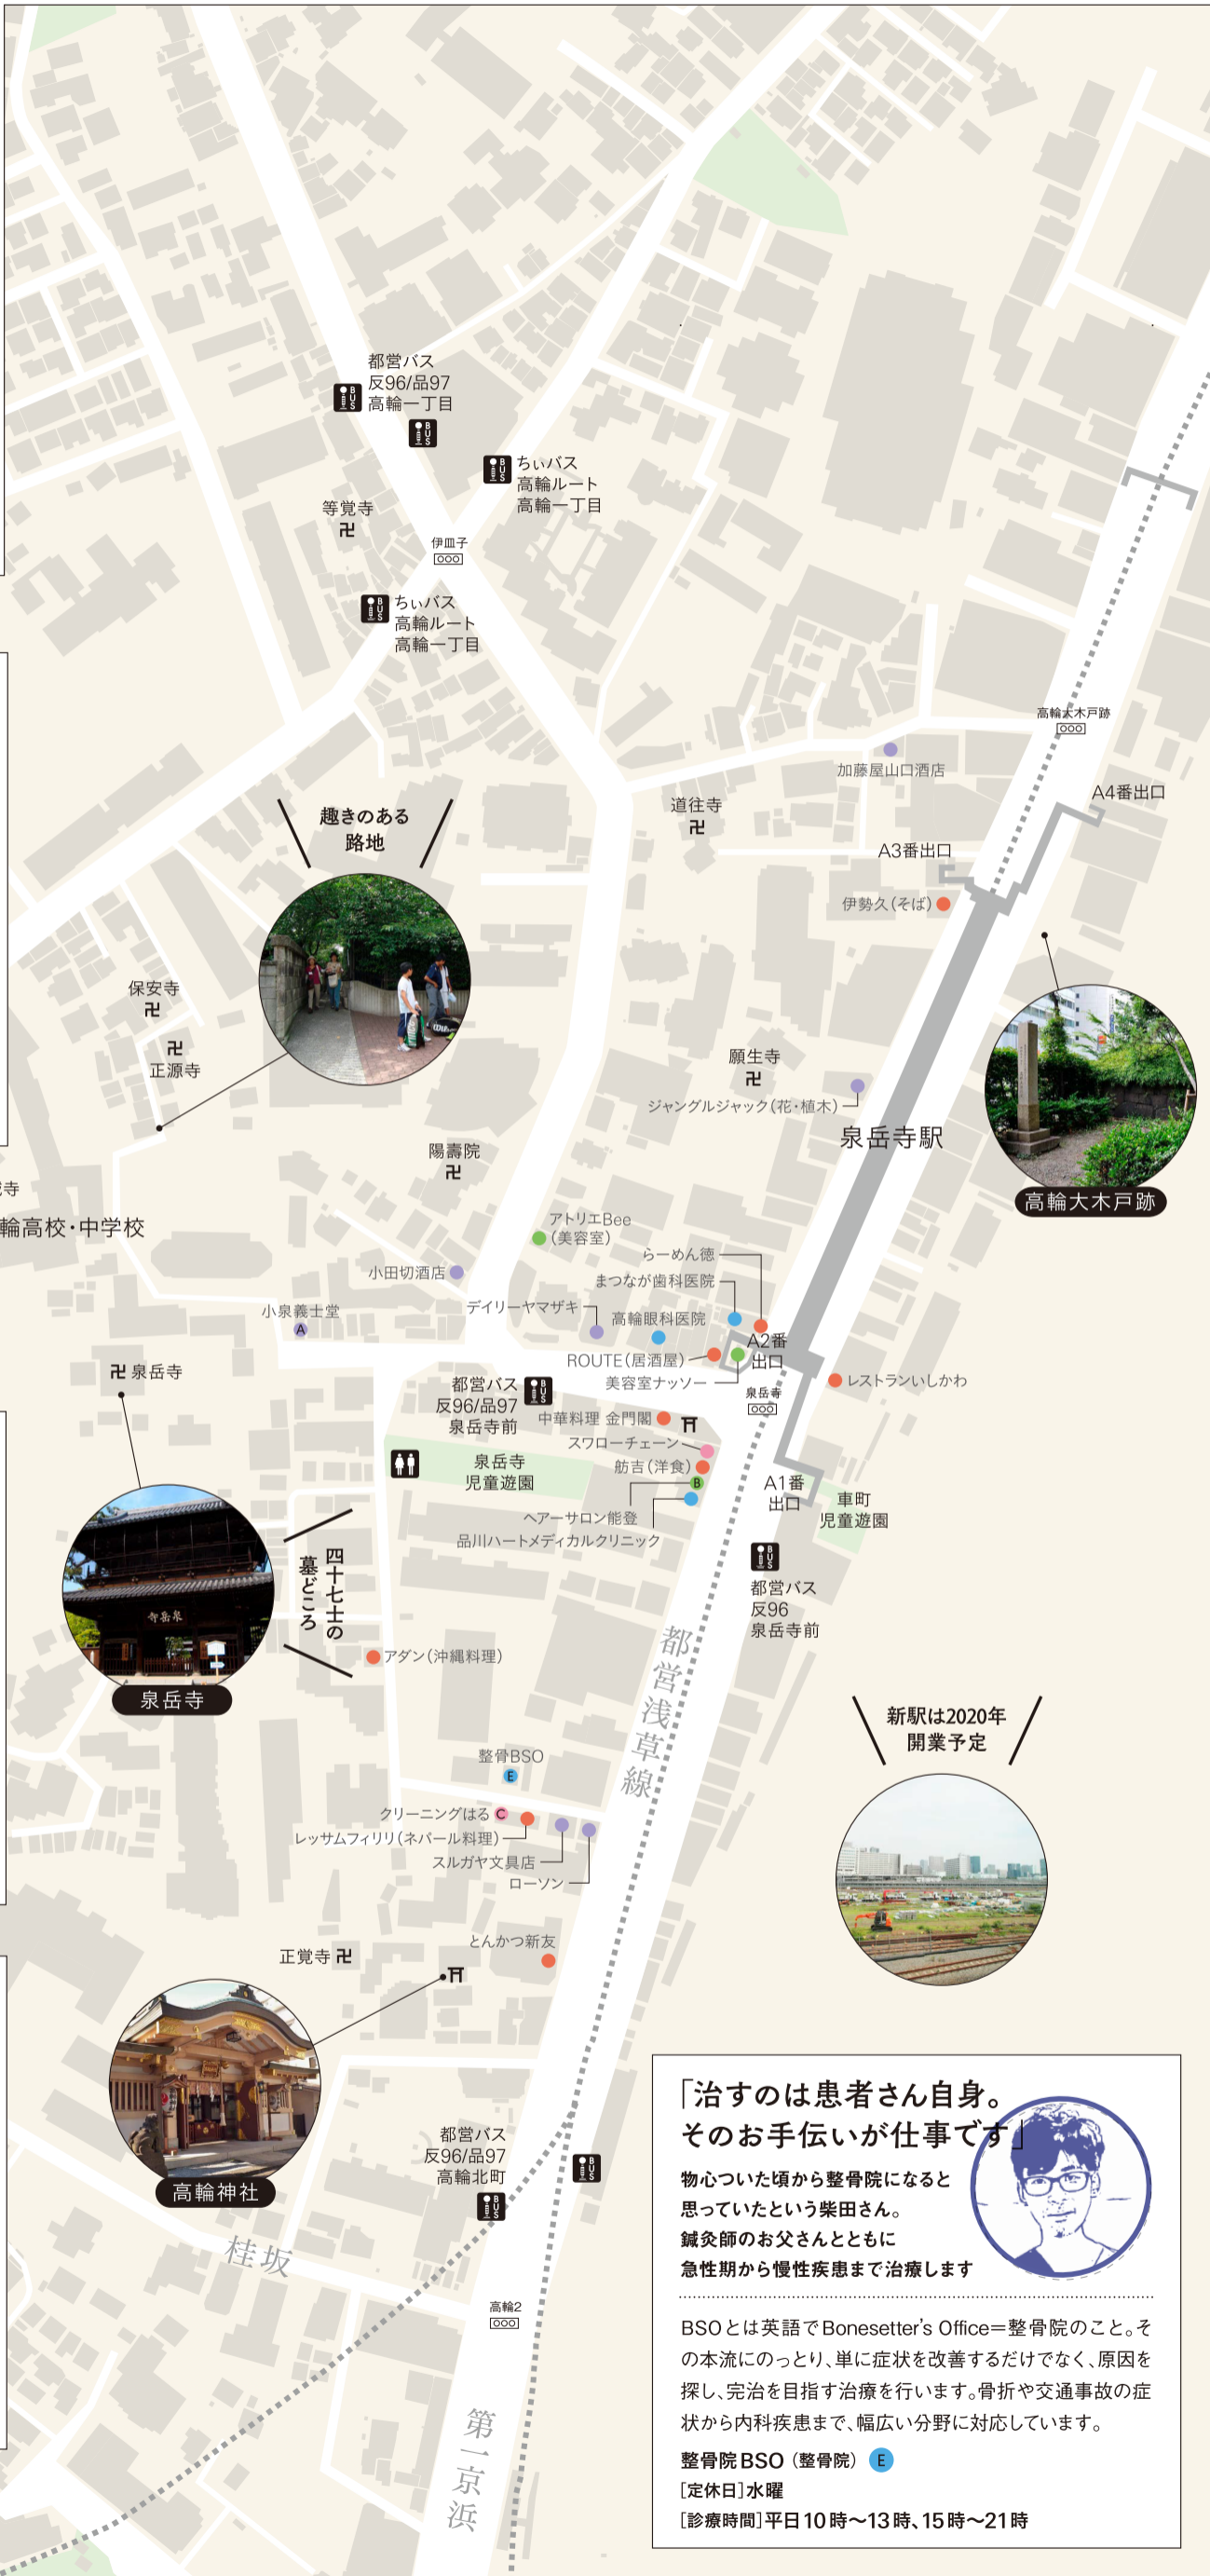 都営バス
反96/品97
高輪一丁目
BUS
BUS
BUS
ちぃバス
高輪ルート
高輪一丁目
等覚寺
伊皿子
BUS
ちぃバス
高輪ルート
高輪一丁目
高輪大木戸跡
加藤屋山口酒店
A4番出口
道往寺
趣きのある
路地
A3番出口
伊勢久(そば)
保安寺
正源寺
願生寺
ジャングルジャック(花・植木)
泉岳寺駅
高輪大木戸跡
陽壽院
寺
輪高校・中学校
アトリエBee
(美容室)
らーめん徳
小田切酒店
まつなが歯科医院
デイリーヤマザキ
高輪眼科医院
小泉義士堂
A
A2番
出口
ROUTE(居酒屋)
美容室ナッソー
卍 泉岳寺
レストランいしかわ
都営バス
反96/品97
泉岳寺前
BUS
泉岳寺
中華料理 金門閣
スワローチェーン
泉岳寺
児童遊園
舫吉(洋食)
B
A1番
出口
車町
児童遊園
ヘアーサロン能登
品川ハートメディカルクリニック
BUS
都営バス
反96
泉岳寺前
四十七士の
墓どころ
泉岳寺
泉岳寺
アダン(沖縄料理)
都営浅草線
新駅は2020年
開業予定
整骨BSO
E
クリーニングはる C
レッサムフィリリ(ネパール料理)
スルガヤ文具店
ローソン
とんかつ新友
正覚寺
高輪神社
都営バス
反96/品97
高輪北町
BUS
BUS
桂坂
高輪2
第一京浜
「治すのは患者さん自身。
そのお手伝いが仕事です」
物心ついた頃から整骨院になると
思っていたという柴田さん。
鍼灸師のお父さんとともに
急性期から慢性疾患まで治療します
BSOとは英語でBonesetter's Office=整骨院のこと。そ
の本流にのっとり、単に症状を改善するだけでなく、原因を
探し、完治を目指す治療を行います。骨折や交通事故の症
状から内科疾患まで、幅広い分野に対応しています。
整骨院BSO(整骨院) E
[定休日]水曜
[診療時間]平日10時〜13時、15時〜21時